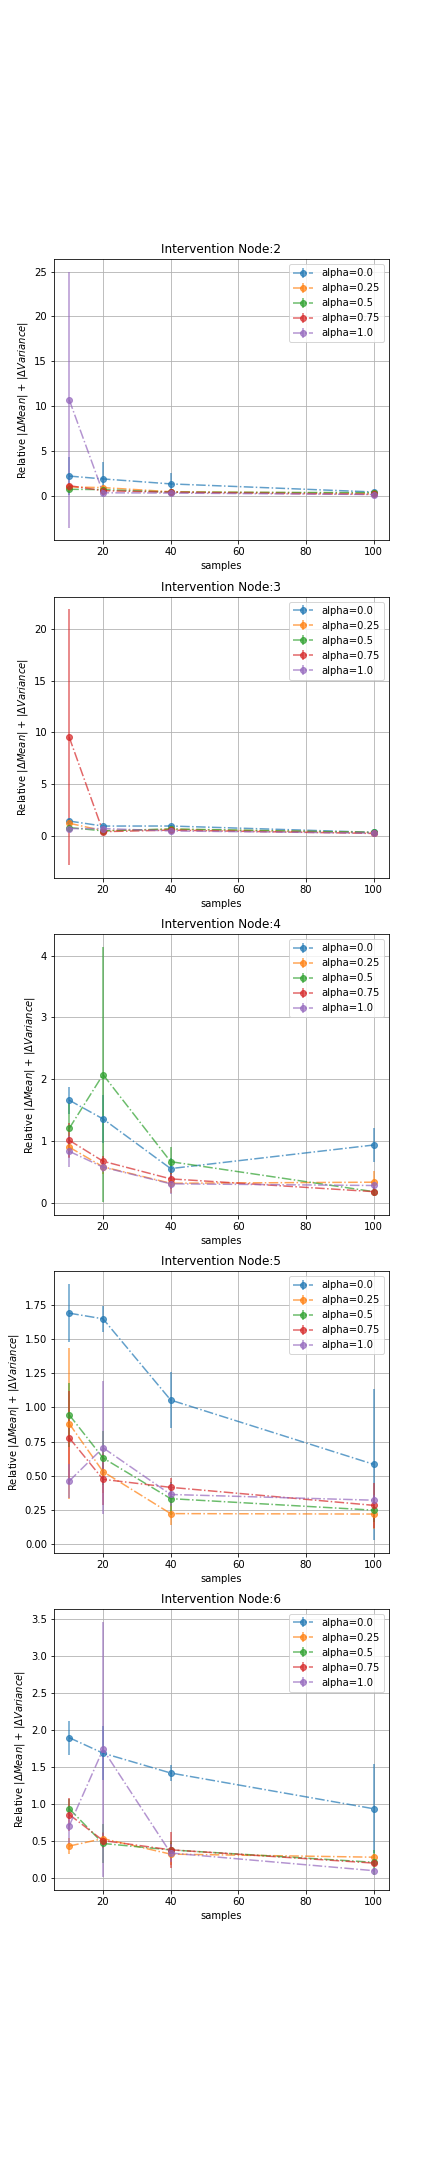 Intervention Node:2
25
20
15
10
5
0
Relative |ΔMean| + |ΔVariance|
20 40 60 80 100
samples
alpha=0.0
alpha=0.25
alpha=0.5
alpha=0.75
alpha=1.0
Intervention Node:3
20
15
10
5
0
Relative |ΔMean| + |ΔVariance|
20 40 60 80 100
samples
alpha=0.0
alpha=0.25
alpha=0.5
alpha=0.75
alpha=1.0
Intervention Node:4
4
3
2
1
0
Relative |ΔMean| + |ΔVariance|
20 40 60 80 100
samples
alpha=0.0
alpha=0.25
alpha=0.5
alpha=0.75
alpha=1.0
Intervention Node:5
1.75
1.50
1.25
1.00
0.75
0.50
0.25
0.00
Relative |ΔMean| + |ΔVariance|
20 40 60 80 100
samples
alpha=0.0
alpha=0.25
alpha=0.5
alpha=0.75
alpha=1.0
Intervention Node:6
3.5
3.0
2.5
2.0
1.5
1.0
0.5
0.0
Relative |ΔMean| + |ΔVariance|
20 40 60 80 100
samples
alpha=0.0
alpha=0.25
alpha=0.5
alpha=0.75
alpha=1.0